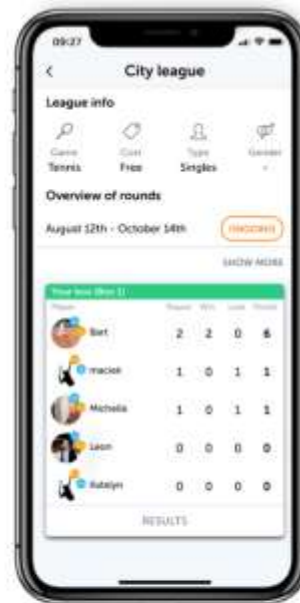 09:27
City league
League info
Game Cost Type Gender
Tennis Free Singles -
Overview of rounds
August 12th - October 14th ONGOING
SHOW MORE
Your box (Box 1)
Player Played Win Lose Points
Bart 2 2 0 6
maciek 1 0 1 1
Michella 1 0 1 1
Leon 0 0 0 0
Katelyn 0 0 0 0
RESULTS